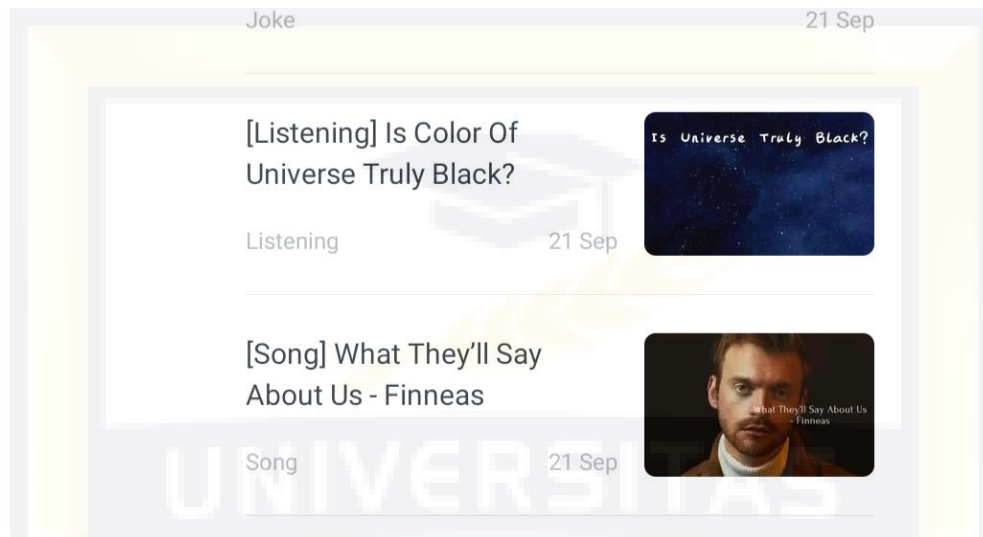 Joke 21 Sep
[Listening] Is Color Of
Universe Truly Black?
Is Universe Truly Black?
Listening 21 Sep
[Song] What They’ll Say
About Us - Finneas
What They'll Say About Us
- Finneas
Song 21 Sep
UNIVERSITAS